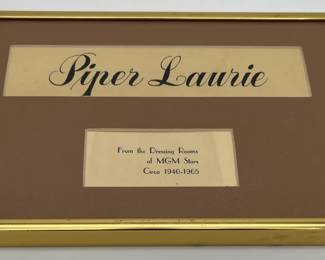 Piper Laurie
From the Dressing Rooms
of MGM Stars
Circa 1940-1965